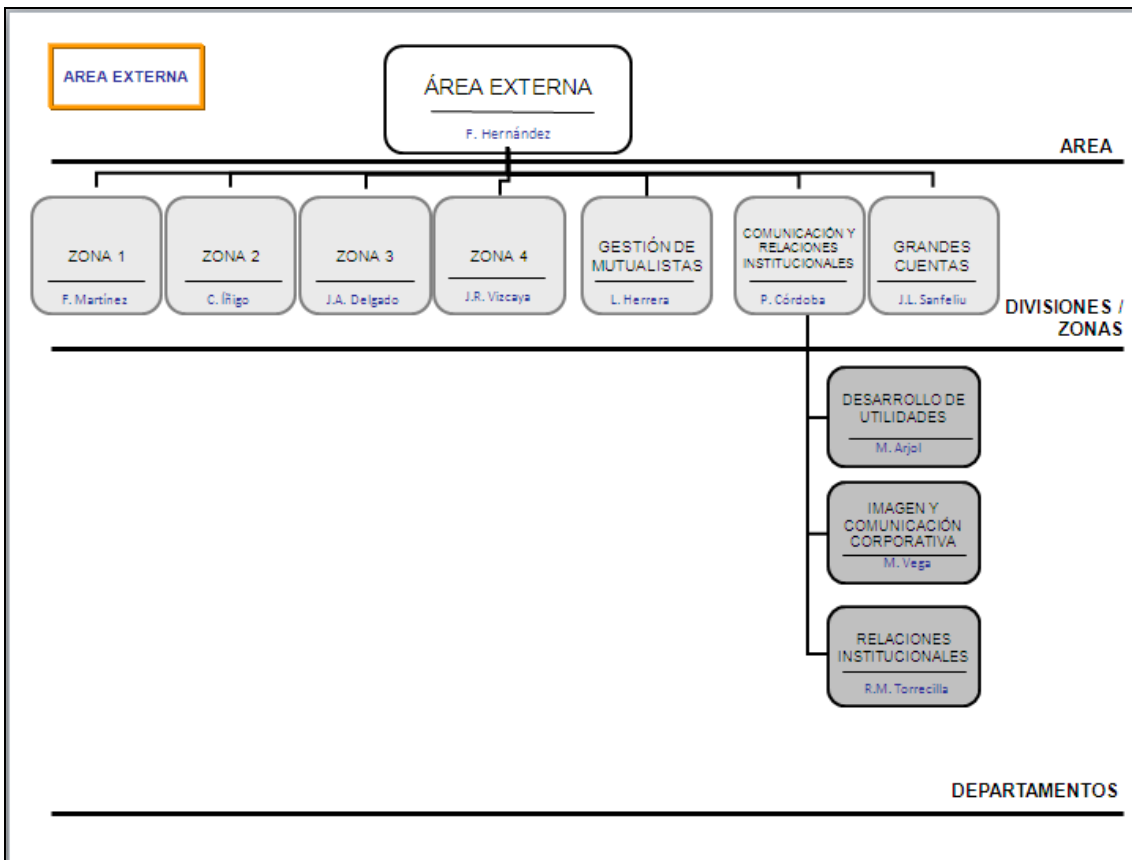 AREA EXTERNA
ÁREA EXTERNA
F. Hernández
AREA
ZONA 1
F. Martínez
ZONA 2
C. Íñigo
ZONA 3
J.A. Delgado
ZONA 4
J.R. Vizcaya
GESTIÓN DE
MUTUALISTAS
L. Herrera
COMUNICACIÓN Y
RELACIONES
INSTITUCIONALES
P. Córdoba
GRANDES
CUENTAS
J.L. Sanfeliu
DIVISIONES /
ZONAS
DESARROLLO DE
UTILIDADES
M. Arjol
IMAGEN Y
COMUNICACIÓN
CORPORATIVA
M. Vega
RELACIONES
INSTITUCIONALES
R.M. Torrecilla
DEPARTAMENTOS